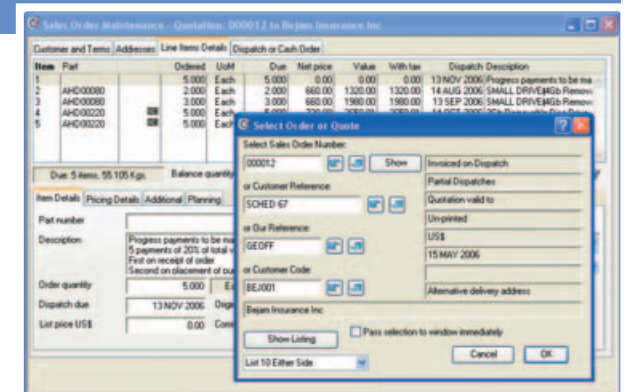 Sales Order Maintenance - Quotation: 000012 to Bejam Insurance Inc
Customer and Terms Addresses Line Items Details Dispatch or Cash Order
Item Part Ordered UoM Due Net price Value With tax Dispatch Description
1 5.000 Each 5.000 0.00 0.00 0.00 13 NOV 2006 Progress payments to be ma
2 AHD00080 2.000 Each 2.000 660.00 1320.00 1320.00 14 AUG 2006 SMALL DRIVE
3 AHD00080 3.000 Each 3.000 660.00 1980.00 1980.00 13 SEP 2006 SMALL DRIVE
4 AHD00220 5.000 Each
5 AHD00220 5.000 Each
Due: 5 items, 55.105 Kgs. Balance quantity
Item Details Pricing Details Additional Planning
Part number
Description Progress payments to be ma
5 payments of 20% of total v
First on receipt of order
Second on placement of pu
Order quantity 5.000
Dispatch due 13 NOV 2006
List price US$ 0.00
Select Order or Quote
Select Sales Order Number:
000012 Show Invoiced on Dispatch
or Customer Reference: Partial Dispatches
SCHED 67 Quotation valid to
or Our Reference: Un-printed
GEOFF US$
15 MAY 2006
or Customer Code:
BEJ001 Alternative delivery address
Bejam Insurance Inc
Show Listing Pass selection to window immediately
List 10 Either Side Cancel OK